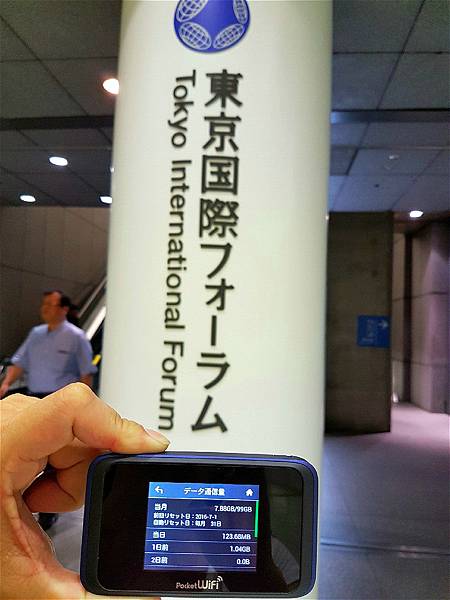 東京国際フォーラム
Tokyo International Forum
データ通信量
当月 7.88GB/99GB
前回リセット日：2016-7-1
自動リセット日：毎月 31日
当日 123.68MB
1日前 1.04GB
2日前 0.0B
Pocket WiFi